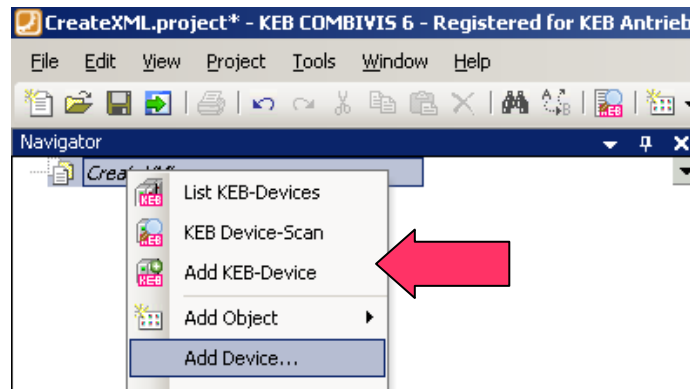 CreateXML.project* - KEB COMBIVIS 6 - Registered for KEB Antrieb
File Edit View Project Tools Window Help
Navigator
List KEB-Devices
KEB Device-Scan
Add KEB-Device
Add Object
Add Device...